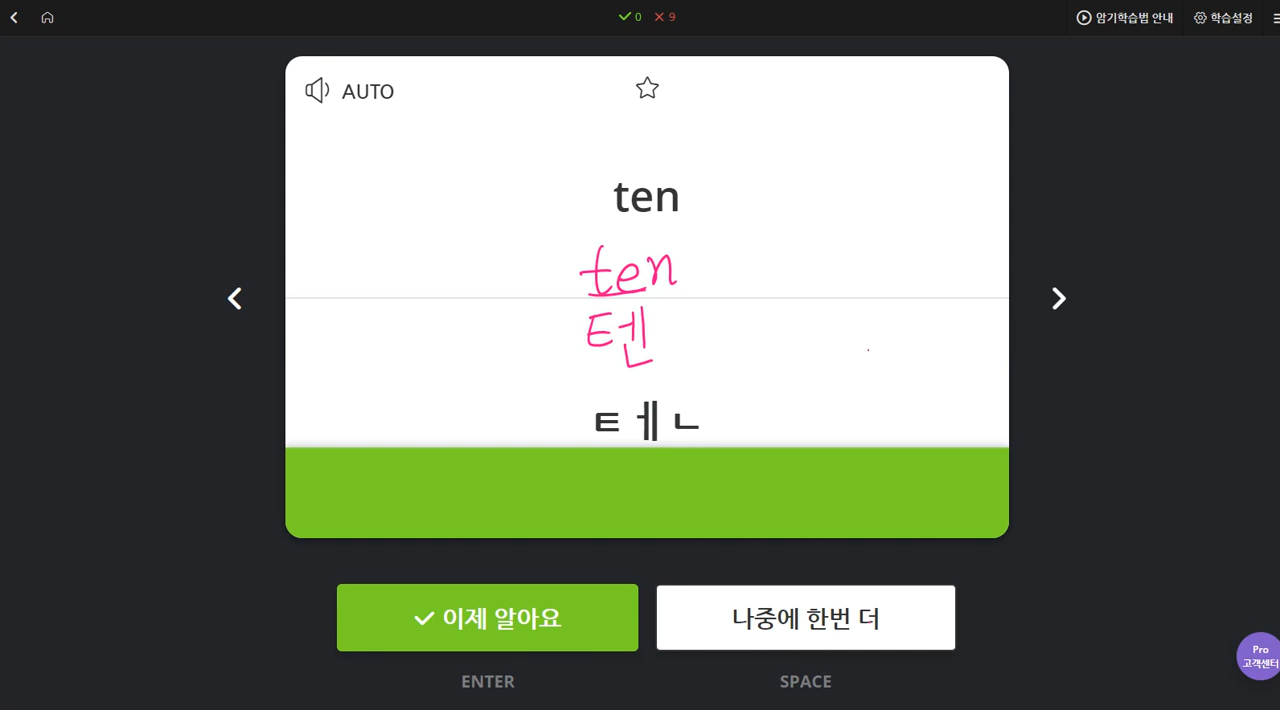 0 9 암기학습법 안내 학습설정
AUTO
ten
ten
텐
ㅌ ㅔ ㄴ
이제 알아요 나중에 한번 더
ENTER SPACE
Pro
고객센터